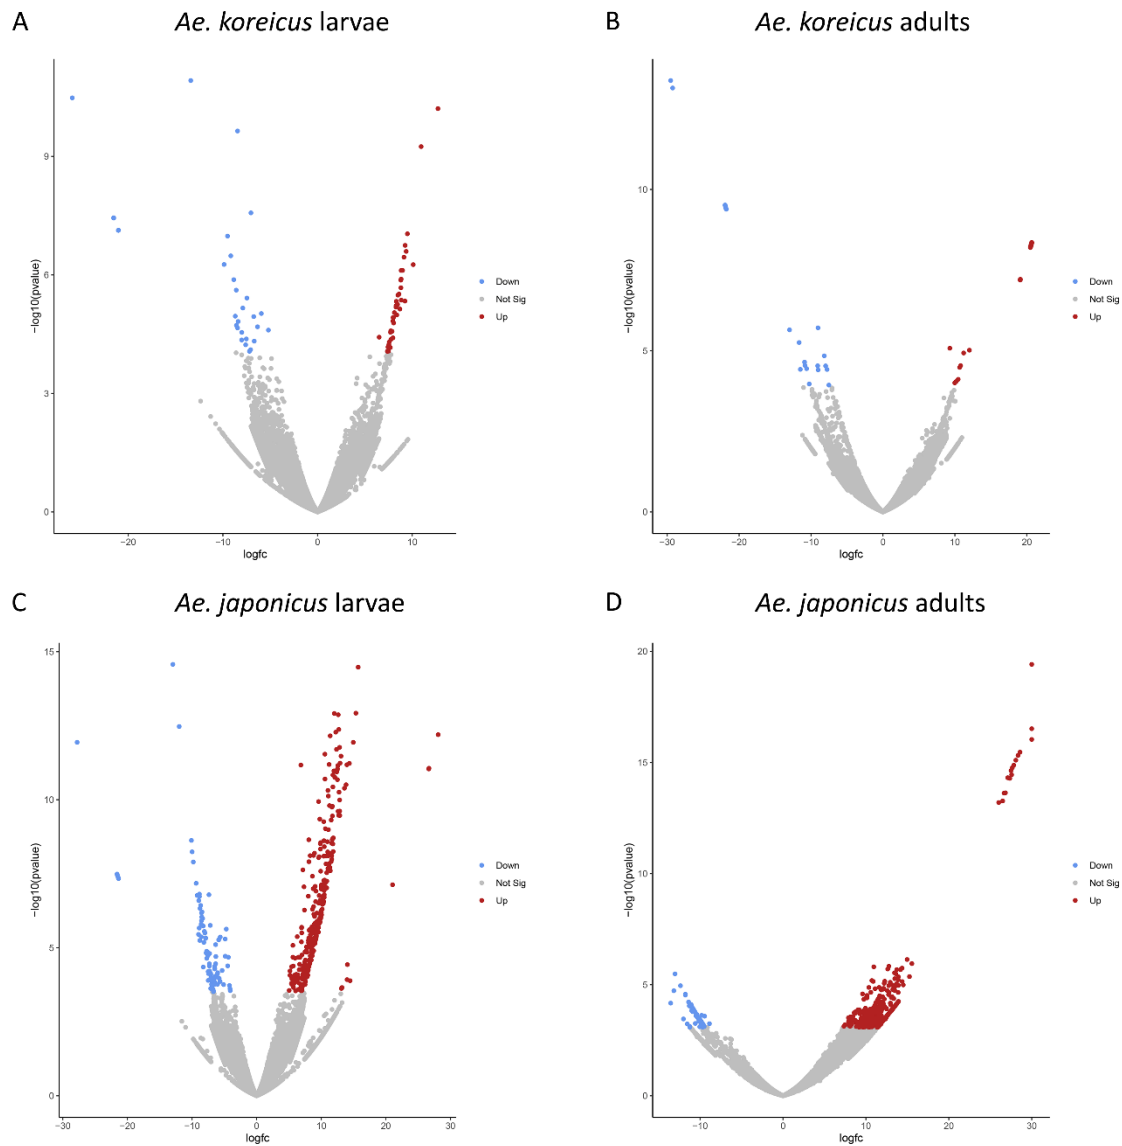 A
Ae. koreicus larvae
−log10(pvalue)
9
6
3
0
−20
−10
0
10
logfc
Down
Not Sig
Up
B
Ae. koreicus adults
−log10(pvalue)
10
5
0
−30
−20
−10
0
10
20
logfc
Down
Not Sig
Up
C
Ae. japonicus larvae
−log10(pvalue)
15
10
5
0
−30
−20
−10
0
10
20
30
logfc
Down
Not Sig
Up
D
Ae. japonicus adults
−log10(pvalue)
20
15
10
5
0
−10
0
10
20
30
logfc
Down
Not Sig
Up